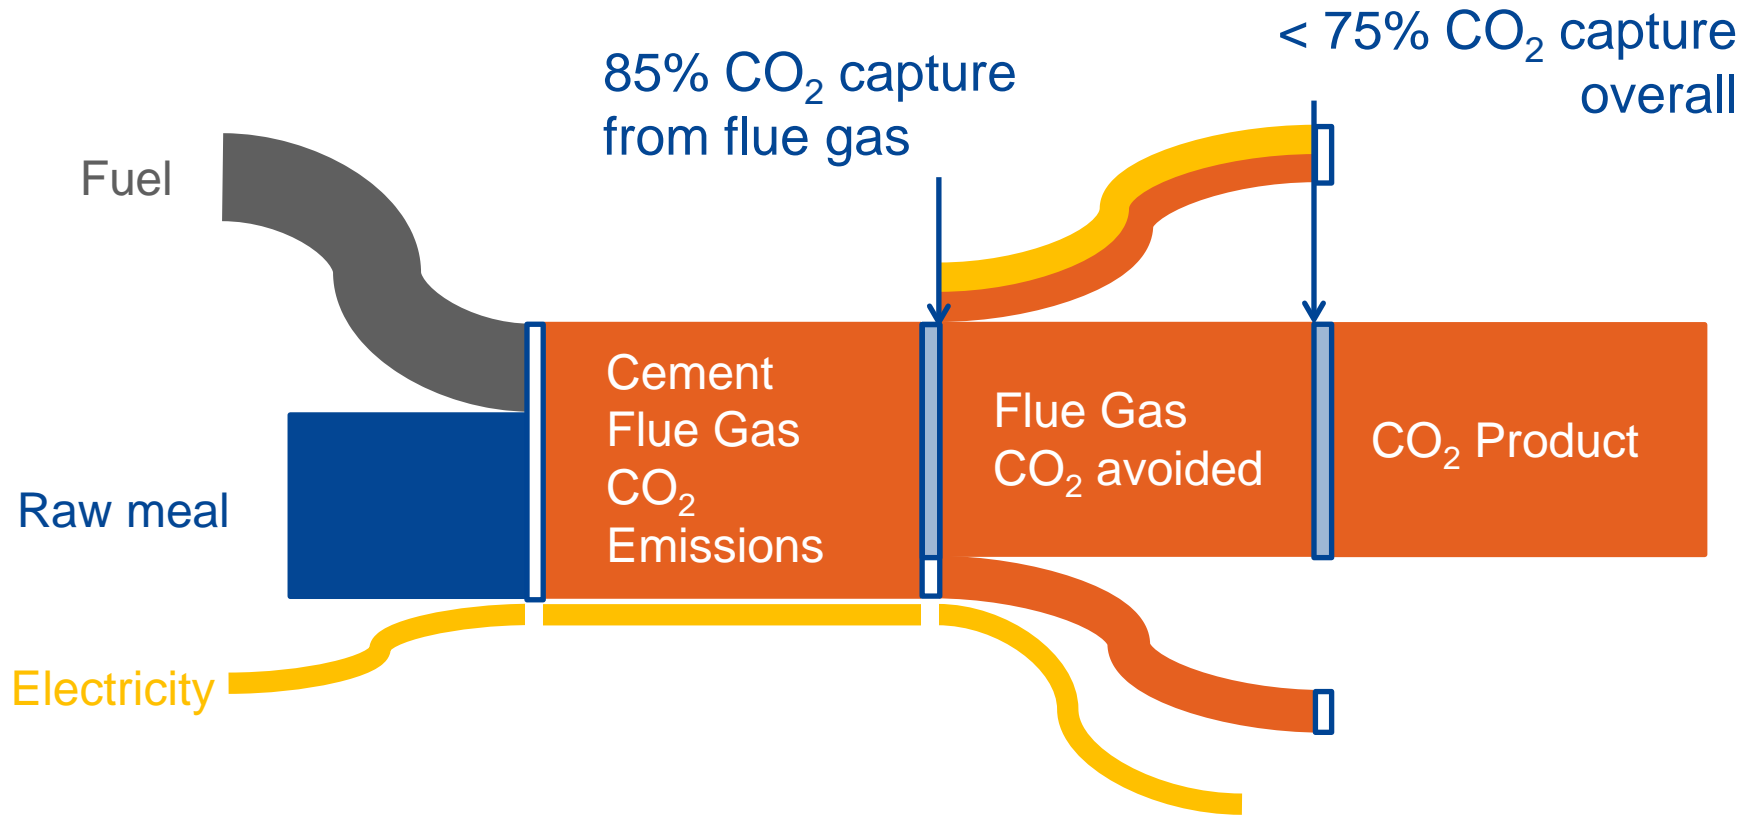 < 75% CO₂ capture
overall
85% CO₂ capture
from flue gas
Fuel
Cement
Flue Gas
CO₂
Emissions
Flue Gas
CO₂ avoided
CO₂ Product
Raw meal
Electricity